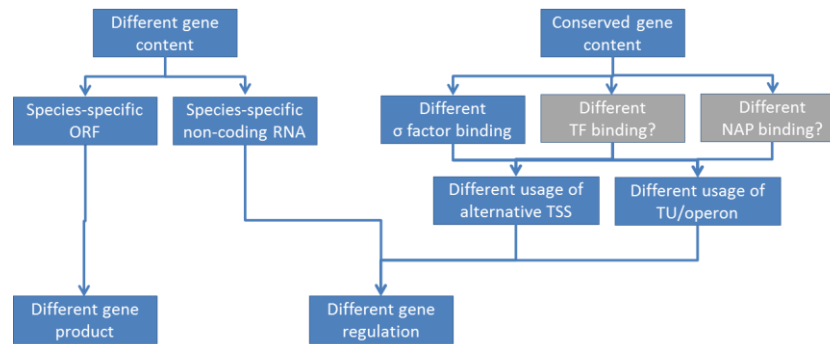 Different gene
content
Conserved gene
content
Species-specific
ORF
Species-specific
non-coding RNA
Different
σ factor binding
Different
TF binding?
Different
NAP binding?
Different usage of
alternative TSS
Different usage of
TU/operon
Different gene
product
Different gene
regulation